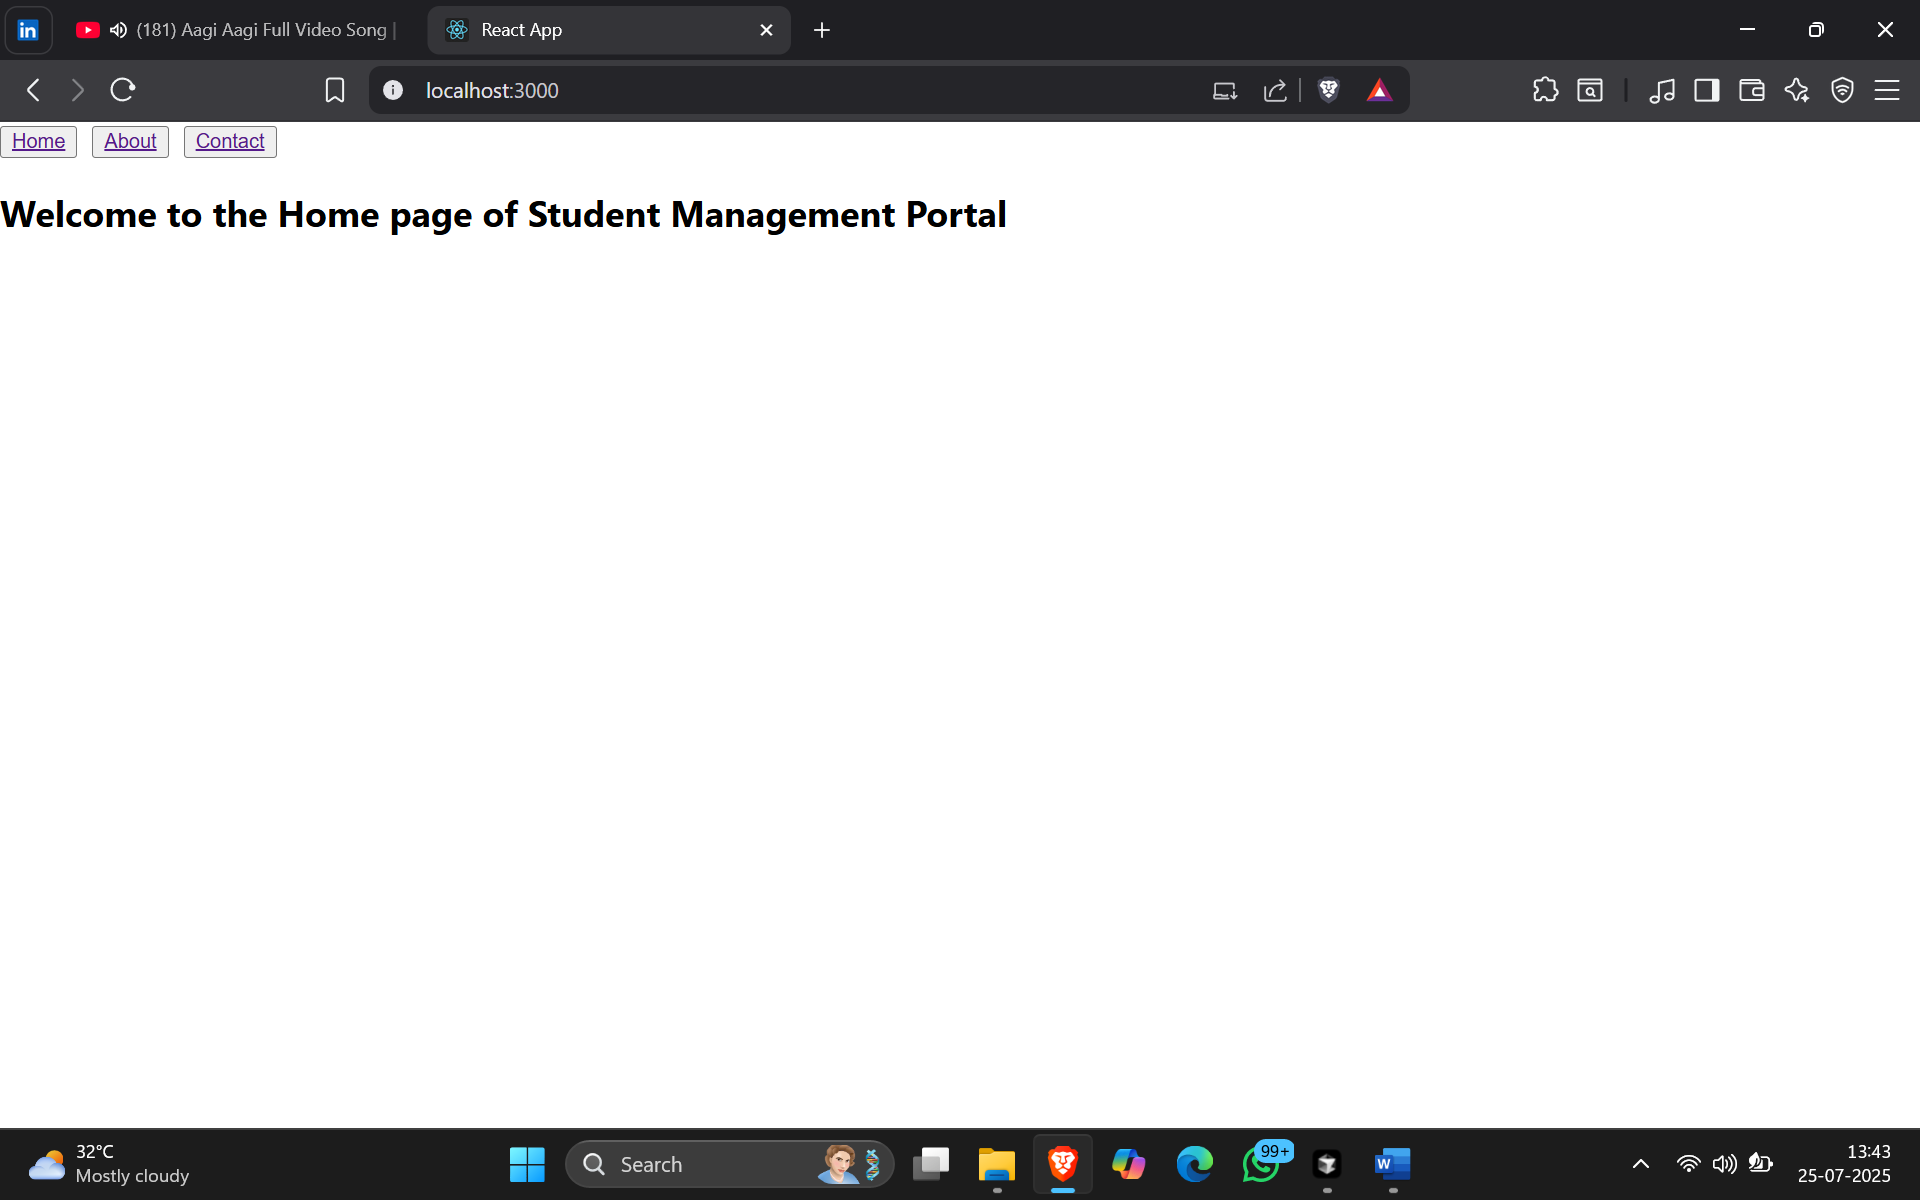 in
(181) Aagi Aagi Full Video Song |
React App
localhost:3000
Home About Contact
Welcome to the Home page of Student Management Portal
32°C
Mostly cloudy
Search
99+
W
13:43
25-07-2025